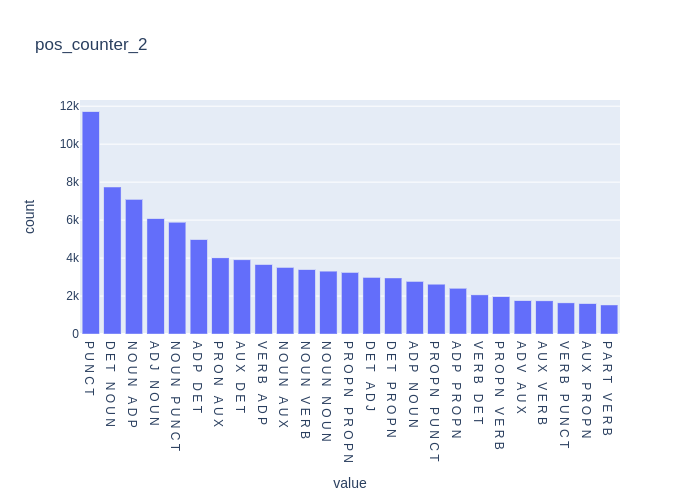 pos_counter_2
count
12k
10k
8k
6k
4k
2k
0
PUNCT
DET NOUN
NOUN ADP
ADJ NOUN
NOUN PUNCT
ADP DET
PRON AUX
AUX DET
VERB ADP
NOUN AUX
NOUN VERB
NOUN NOUN
PROPN PROPN
DET ADJ
DET PROPN
ADP NOUN
PROPN PUNCT
ADP PROPN
VERB DET
PROPN VERB
ADV AUX
AUX VERB
VERB PUNCT
AUX PROPN
PART VERB
value